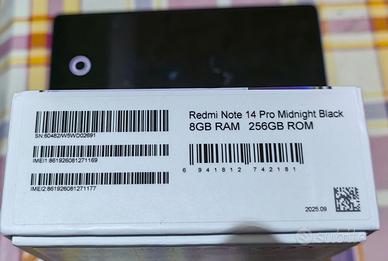 Redmi Note 14 Pro Midnight Black
8GB RAM 256GB ROM
SN:60482/W5WD02691
IMEI1:861926081271169
IMEI2:861926081271177
6 941812 742181
2025.09
subito